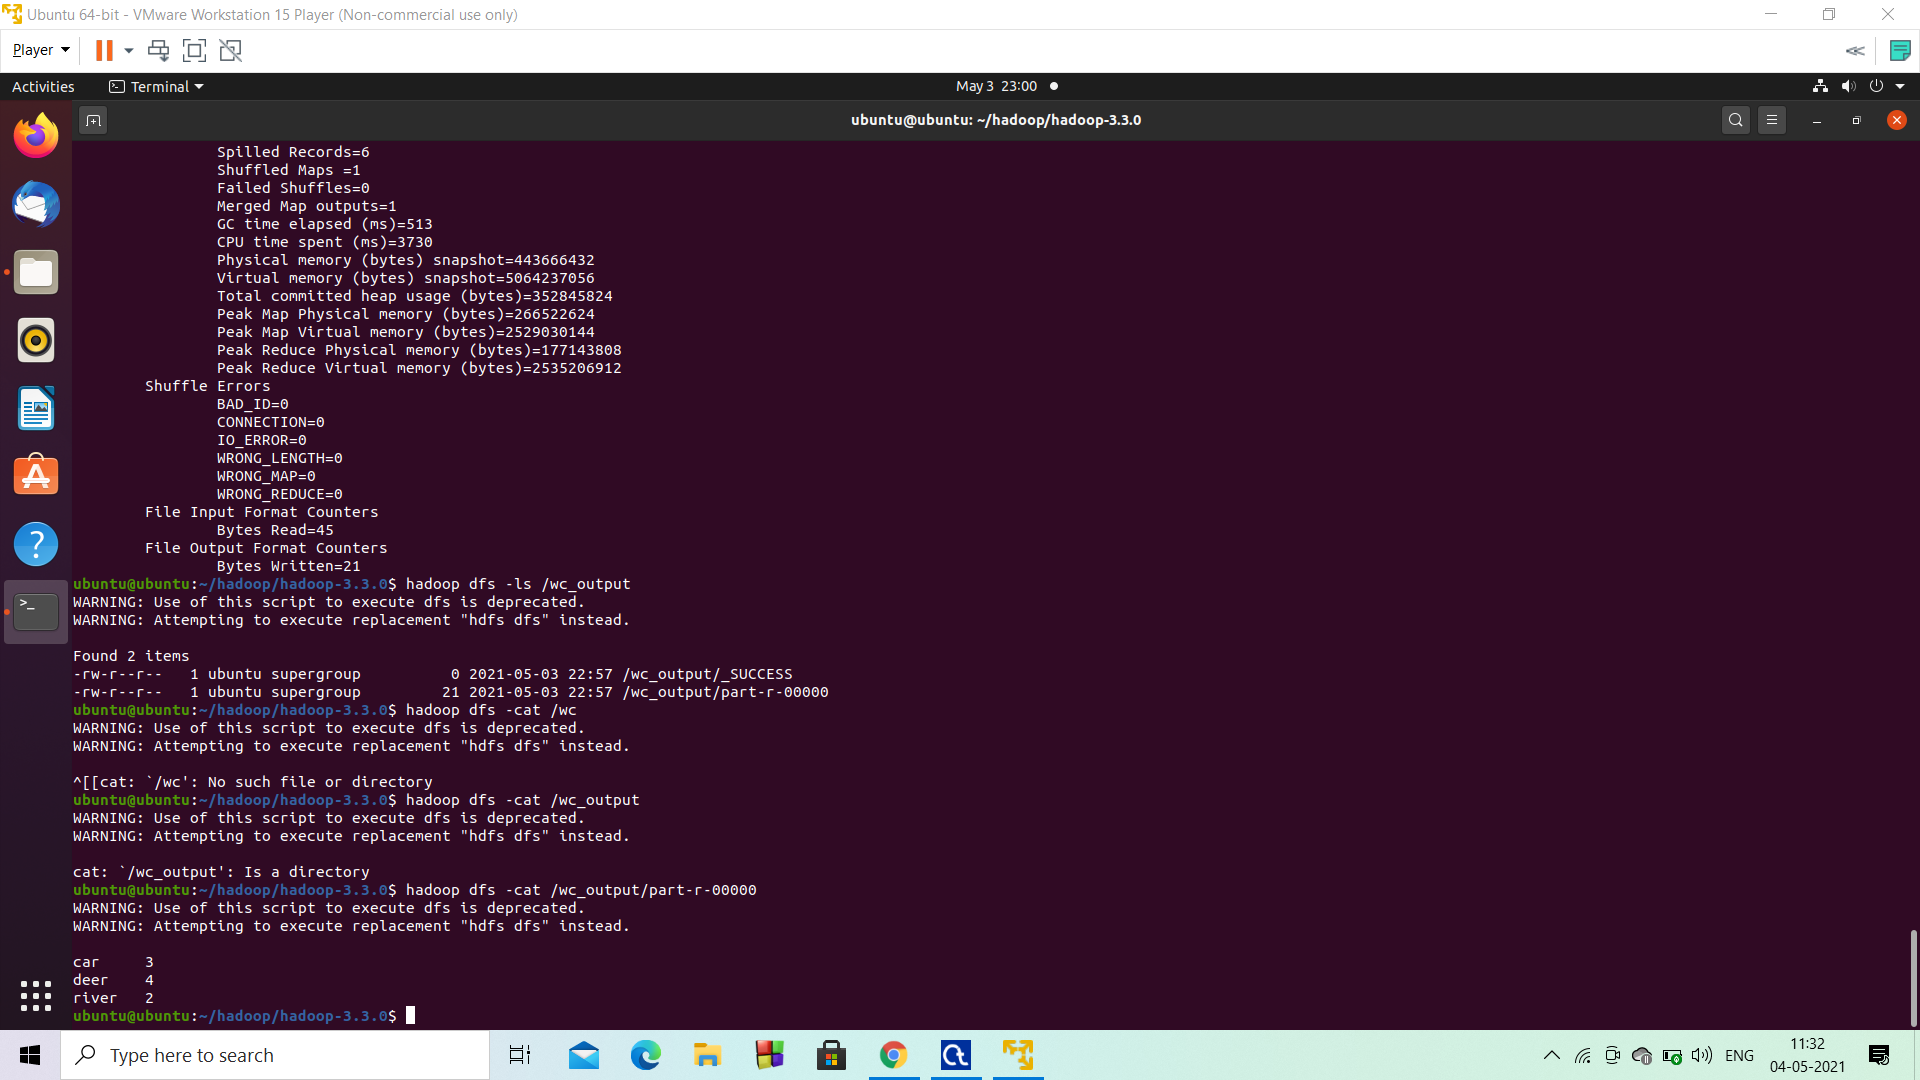 Ubuntu 64-bit - VMware Workstation 15 Player (Non-commercial use only)
Player
Activities
Terminal
May 3 23:00
ubuntu@ubuntu: ~/hadoop/hadoop-3.3.0
Spilled Records=6
Shuffled Maps =1
Failed Shuffles=0
Merged Map outputs=1
GC time elapsed (ms)=513
CPU time spent (ms)=3730
Physical memory (bytes) snapshot=443666432
Virtual memory (bytes) snapshot=5064237056
Total committed heap usage (bytes)=352845824
Peak Map Physical memory (bytes)=266522624
Peak Map Virtual memory (bytes)=2529030144
Peak Reduce Physical memory (bytes)=177143808
Peak Reduce Virtual memory (bytes)=2535206912
Shuffle Errors
BAD_ID=0
CONNECTION=0
IO_ERROR=0
WRONG_LENGTH=0
WRONG_MAP=0
WRONG_REDUCE=0
File Input Format Counters
Bytes Read=45
File Output Format Counters
Bytes Written=21
ubuntu@ubuntu:~/hadoop/hadoop-3.3.0$ hadoop dfs -ls /wc_output
WARNING: Use of this script to execute dfs is deprecated.
WARNING: Attempting to execute replacement "hdfs dfs" instead.
Found 2 items
-rw-r--r--   1 ubuntu supergroup          0 2021-05-03 22:57 /wc_output/_SUCCESS
-rw-r--r--   1 ubuntu supergroup         21 2021-05-03 22:57 /wc_output/part-r-00000
ubuntu@ubuntu:~/hadoop/hadoop-3.3.0$ hadoop dfs -cat /wc
WARNING: Use of this script to execute dfs is deprecated.
WARNING: Attempting to execute replacement "hdfs dfs" instead.
^[[cat: `/wc': No such file or directory
ubuntu@ubuntu:~/hadoop/hadoop-3.3.0$ hadoop dfs -cat /wc_output
WARNING: Use of this script to execute dfs is deprecated.
WARNING: Attempting to execute replacement "hdfs dfs" instead.
cat: `/wc_output': Is a directory
ubuntu@ubuntu:~/hadoop/hadoop-3.3.0$ hadoop dfs -cat /wc_output/part-r-00000
WARNING: Use of this script to execute dfs is deprecated.
WARNING: Attempting to execute replacement "hdfs dfs" instead.
car     3
deer    4
river   2
ubuntu@ubuntu:~/hadoop/hadoop-3.3.0$
Type here to search
ENG
11:32
04-05-2021